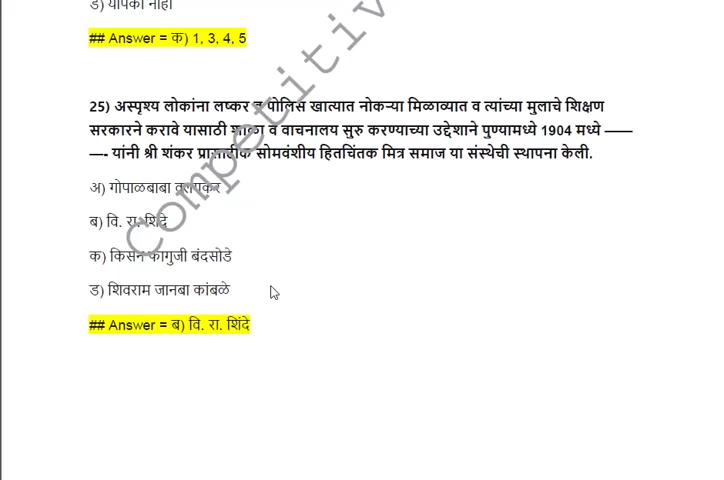 ड) यापैकी नाही
## Answer = क) 1, 3, 4, 5
25) अस्पृश्य लोकांना लष्कर व पोलिस खात्यात नोकऱ्या मिळाव्यात व त्यांच्या मुलाचे शिक्षण
सरकारने करावे यासाठी शाळा व वाचनालय सुरु करण्याच्या उद्देशाने पुण्यामध्ये 1904 मध्ये ——
—- यांनी श्री शंकर प्रासादीक सोमवंशीय हितचिंतक मित्र समाज या संस्थेची स्थापना केली.
अ) गोपाळबाबा वलंगकर
ब) वि. रा. शिंदे
क) किसन फागुजी बंदसोडे
ड) शिवराम जानबा कांबळे
## Answer = ब) वि. रा. शिंदे
Competitiv